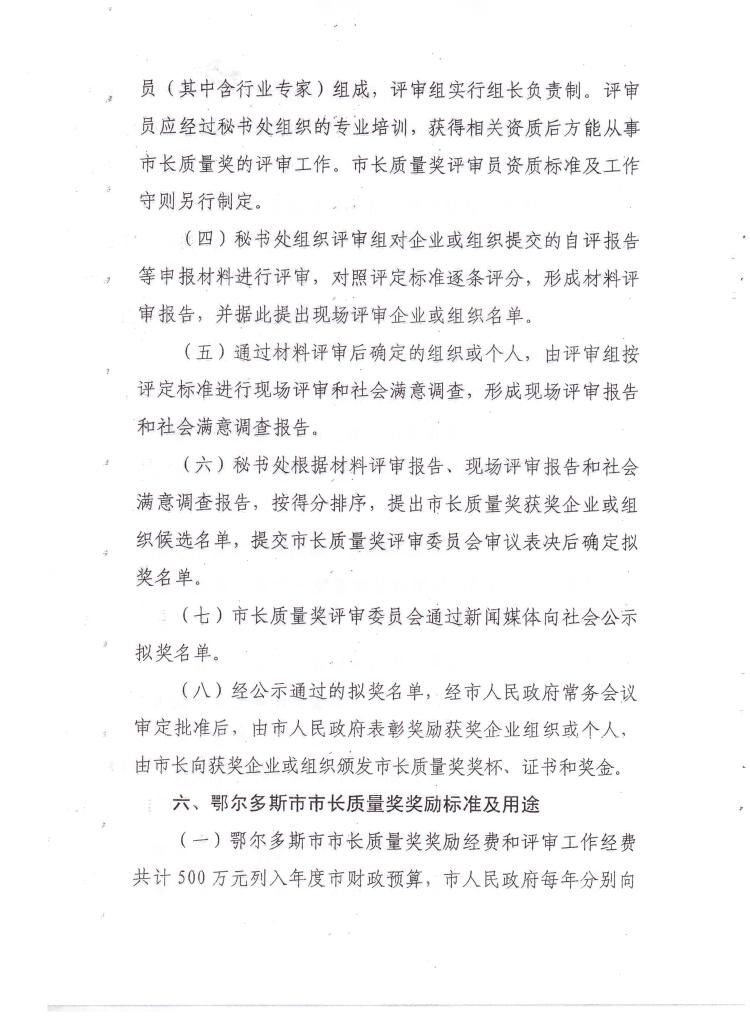 员（其中含行业专家）组成，评审组实行组长负责制。评审
员应经过秘书处组织的专业培训，获得相关资质后方能从事
市长质量奖的评审工作。市长质量奖评审员资质标准及工作
守则另行制定。
（四）秘书处组织评审组对企业或组织提交的自评报告
等申报材料进行评审，对照评定标准逐条评分，形成材料评
审报告，并据此提出现场评审企业或组织名单。
（五）通过材料评审后确定的组织或个人，由评审组按
评定标准进行现场评审和社会满意调查，形成现场评审报告
和社会满意调查报告。
（六）秘书处根据材料评审报告、现场评审报告和社会
满意调查报告，按得分排序，提出市长质量奖获奖企业或组
织候选名单，提交市长质量奖评审委员会审议表决后确定拟
奖名单。
（七）市长质量奖评审委员会通过新闻媒体向社会公示
拟奖名单。
（八）经公示通过的拟奖名单，经市人民政府常务会议
审定批准后，由市人民政府表彰奖励获奖企业组织或个人，
由市长向获奖企业或组织颁发市长质量奖奖杯、证书和奖金。
六、鄂尔多斯市市长质量奖奖励标准及用途
（一）鄂尔多斯市市长质量奖奖励经费和评审工作经费
共计 500 万元列入年度市财政预算，市人民政府每年分别向